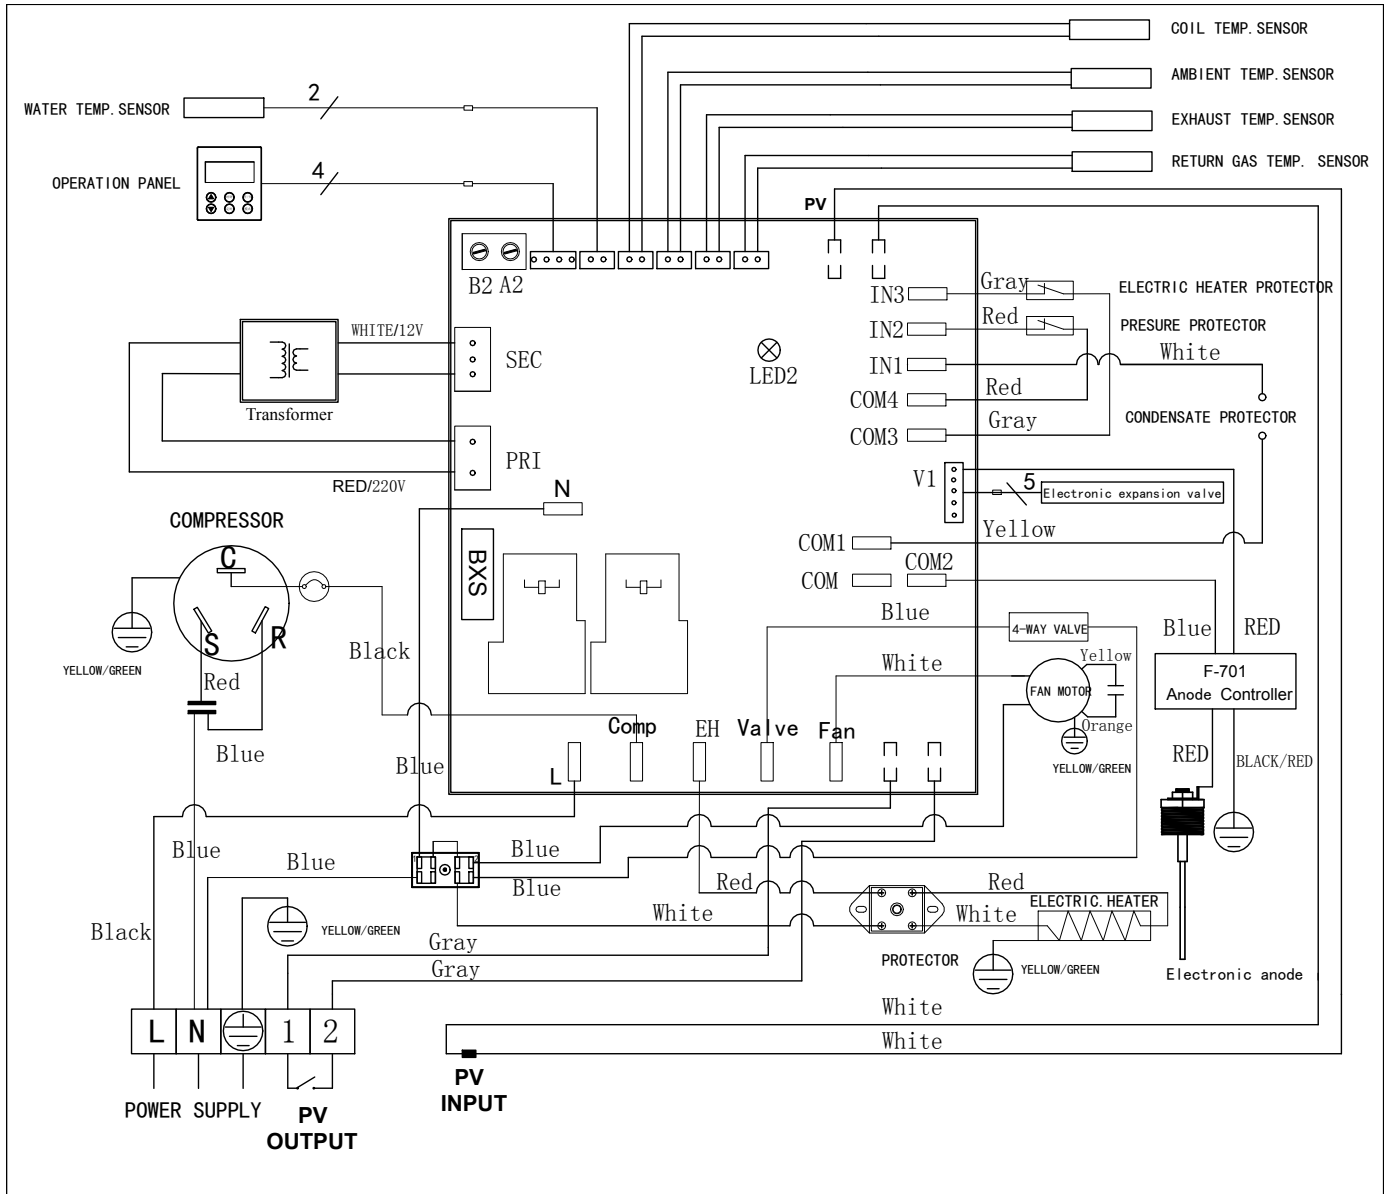 COIL TEMP. SENSOR
AMBIENT TEMP. SENSOR
WATER TEMP. SENSOR
2
EXHAUST TEMP. SENSOR
RETURN GAS TEMP. SENSOR
OPERATION PANEL
4
PV
B2 A2
IN3
Gray
ELECTRIC HEATER PROTECTOR
IN2
Red
PRESURE PROTECTOR
WHITE/12V
SEC
LED2
IN1
White
Transformer
COM4
Red
CONDENSATE PROTECTOR
COM3
Gray
PRI
RED/220V
N
V1
5
Electronic expansion valve
COMPRESSOR
C
S
R
BXS
COM1
Yellow
COM
COM2
YELLOW/GREEN
Red
Black
Blue
4-WAY VALVE
Blue
RED
White
Yellow
FAN MOTOR
Orange
YELLOW/GREEN
F-701
Anode Controller
Blue
Blue
L
Comp
EH
Valve
Fan
RED
BLACK/RED
Blue
Blue
Blue
Blue
Red
White
Red
White
ELECTRIC. HEATER
PROTECTOR
YELLOW/GREEN
Electronic anode
Black
YELLOW/GREEN
Gray
Gray
White
White
L
N
1
2
POWER SUPPLY
PV
OUTPUT
PV
INPUT